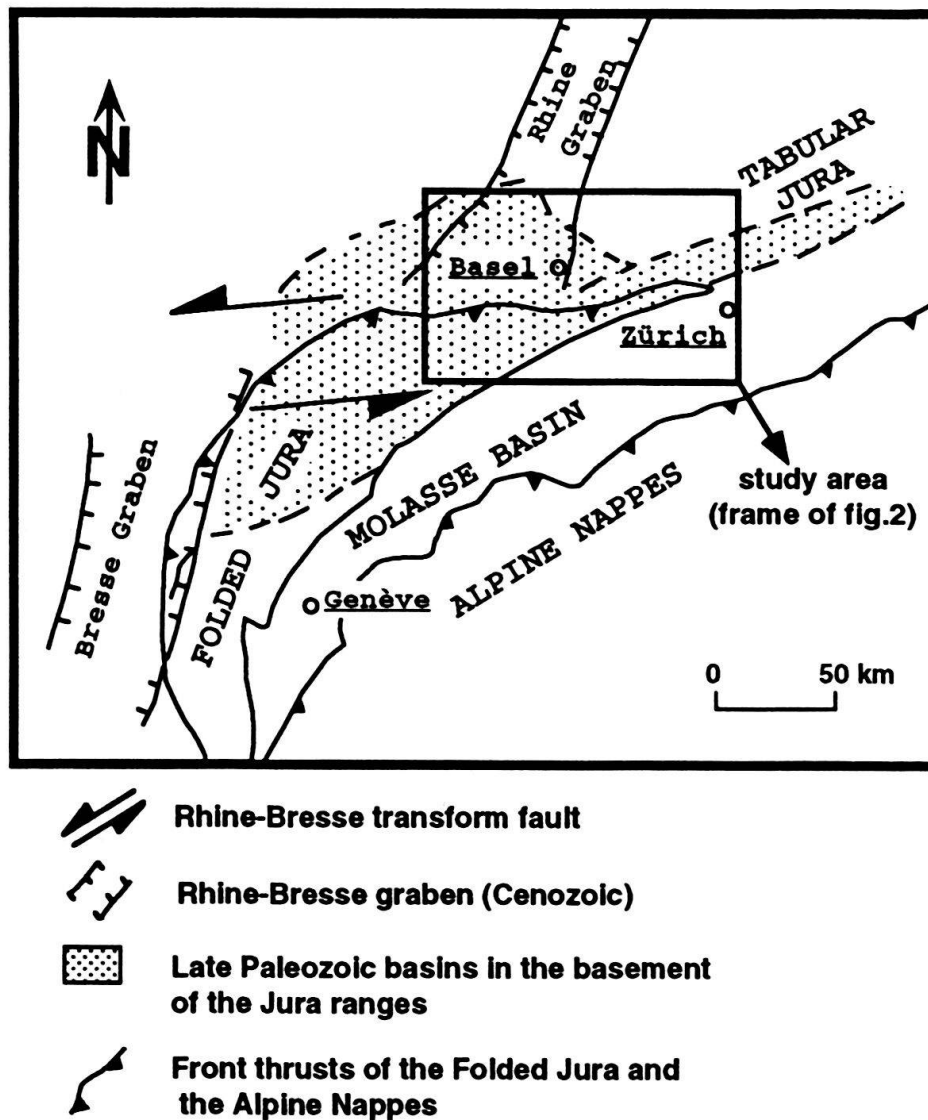 N
Rhine
Graben
TABULAR
JURA
Basel
Zürich
JURA
MOLASSE BASIN
study area
(frame of fig.2)
Bresse Graben
FOLDED
Genève
ALPINE NAPPES
0 50 km
Rhine-Bresse transform fault
Rhine-Bresse graben (Cenozoic)
Late Paleozoic basins in the basement
of the Jura ranges
Front thrusts of the Folded Jura and
the Alpine Nappes